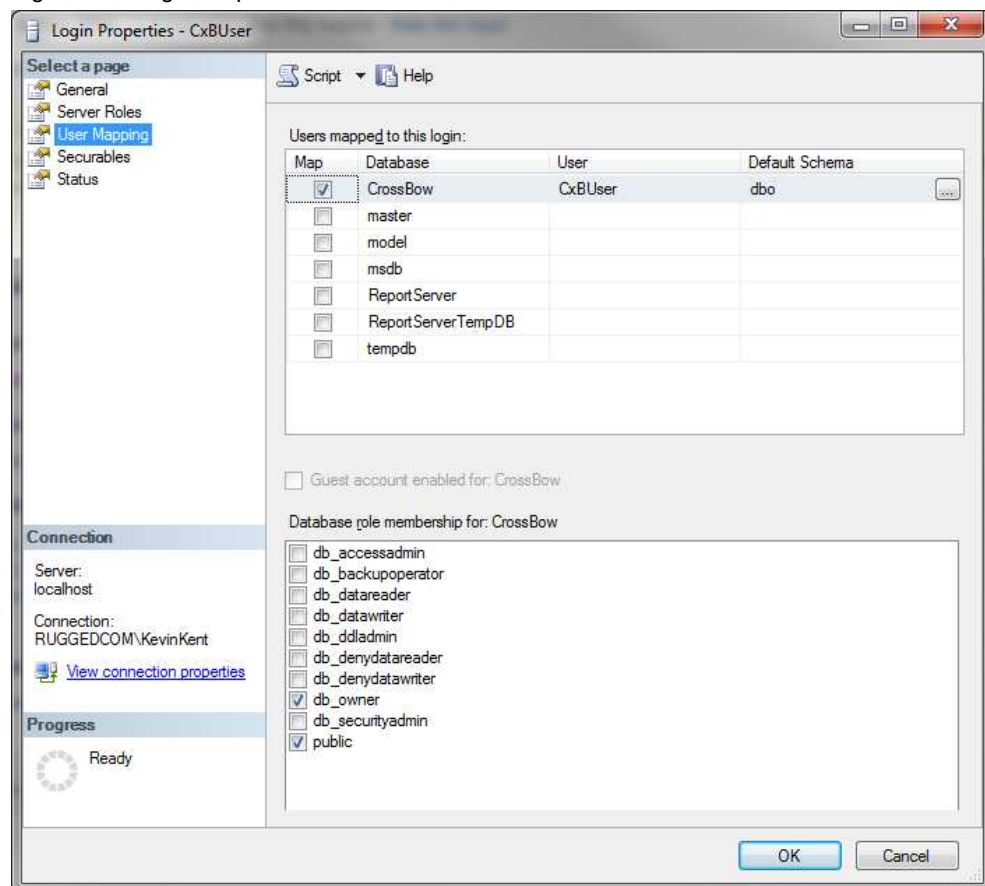 Login Properties - CxBUser
Select a page
General
Server Roles
User Mapping
Securables
Status
Script
Help
Users mapped to this login:
Map Database User Default Schema
CrossBow CxBUser dbo ...
master
model
msdb
ReportServer
ReportServerTempDB
tempdb
Guest account enabled for: CrossBow
Database role membership for: CrossBow
db_accessadmin
db_backupoperator
db_datareader
db_datawriter
db_ddladmin
db_denydatareader
db_denydatawriter
db_owner
db_securityadmin
public
Connection
Server:
localhost
Connection:
RUGGEDCOM\KevinKent
View connection properties
Progress
Ready
OK Cancel